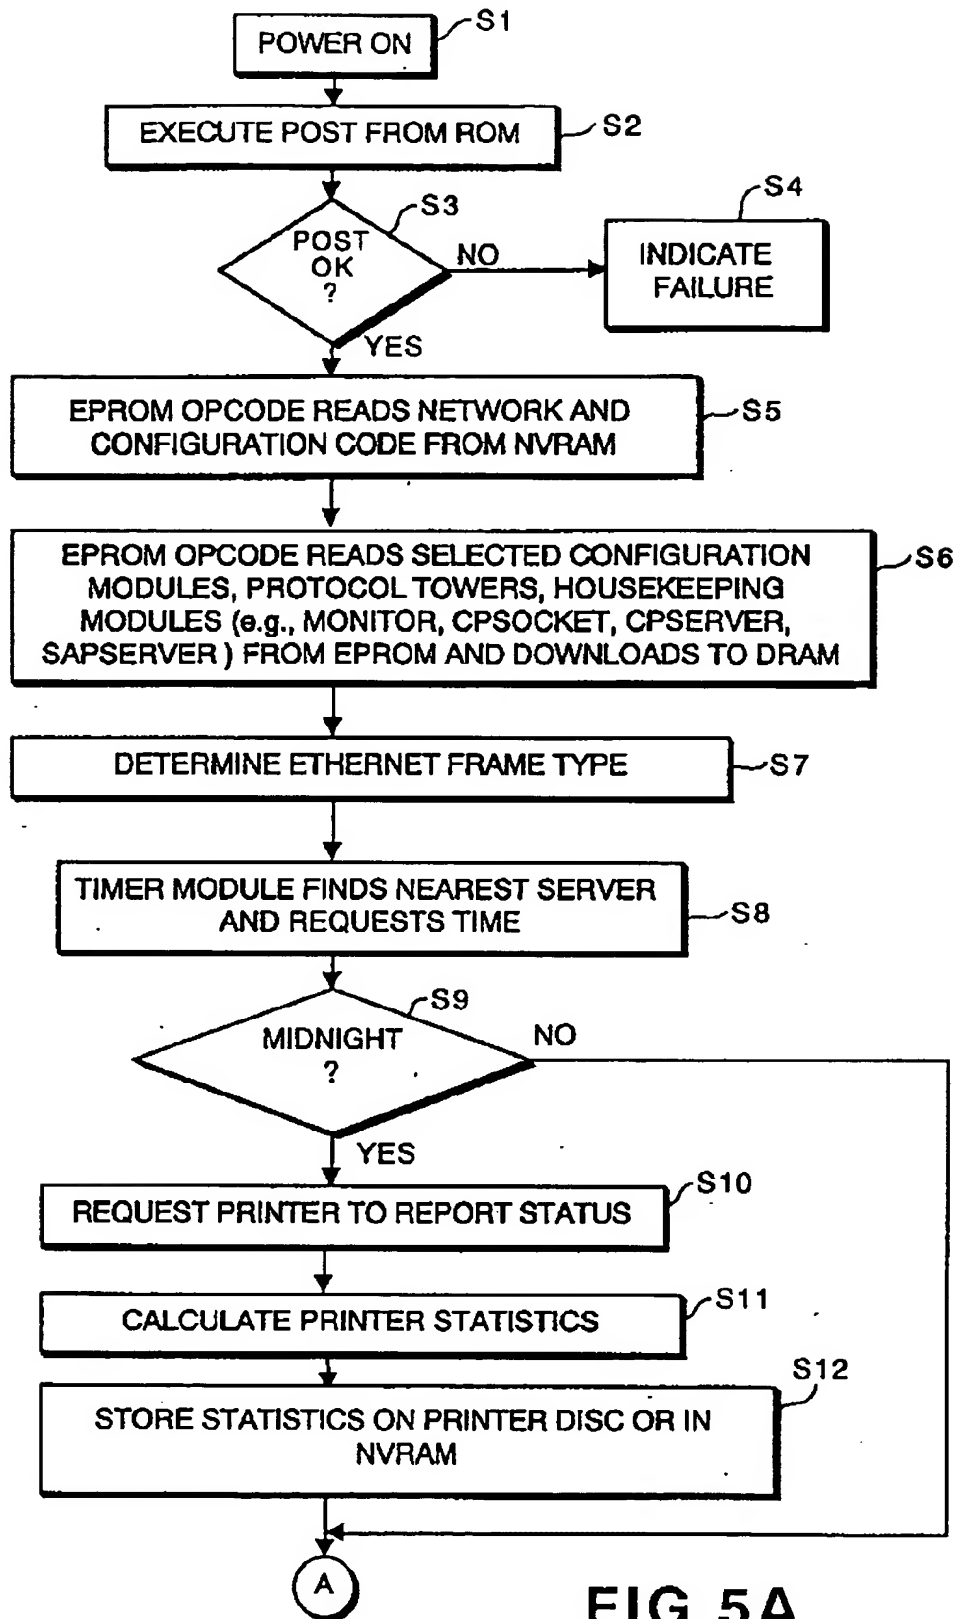 POWER ON
S1
EXECUTE POST FROM ROM
S2
POST
OK
?
S3
NO
INDICATE
FAILURE
S4
YES
EPROM OPCODE READS NETWORK AND
CONFIGURATION CODE FROM NVRAM
S5
EPROM OPCODE READS SELECTED CONFIGURATION
MODULES, PROTOCOL TOWERS, HOUSEKEEPING
MODULES (e.g., MONITOR, CPSOCKET, CPSERVER,
SAPSERVER ) FROM EPROM AND DOWNLOADS TO DRAM
S6
DETERMINE ETHERNET FRAME TYPE
S7
TIMER MODULE FINDS NEAREST SERVER
AND REQUESTS TIME
S8
MIDNIGHT
?
S9
NO
YES
REQUEST PRINTER TO REPORT STATUS
S10
CALCULATE PRINTER STATISTICS
S11
STORE STATISTICS ON PRINTER DISC OR IN
NVRAM
S12
A
FIG. 5A